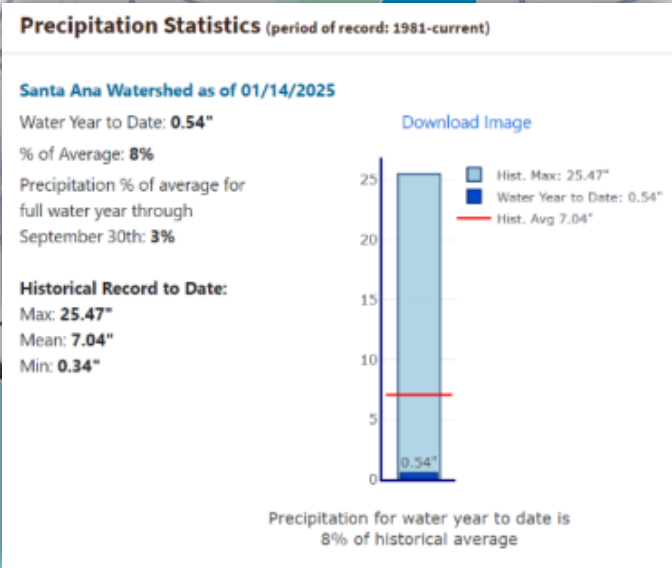 Precipitation Statistics (period of record: 1981-current)
Santa Ana Watershed as of 01/14/2025
Water Year to Date: 0.54"
% of Average: 8%
Precipitation % of average for
full water year through
September 30th: 3%
Historical Record to Date:
Max: 25.47"
Mean: 7.04"
Min: 0.34"
Download Image
25
20
15
10
5
0
0.54"
Hist. Max: 25.47"
Water Year to Date: 0.54"
Hist. Avg 7.04"
Precipitation for water year to date is
8% of historical average